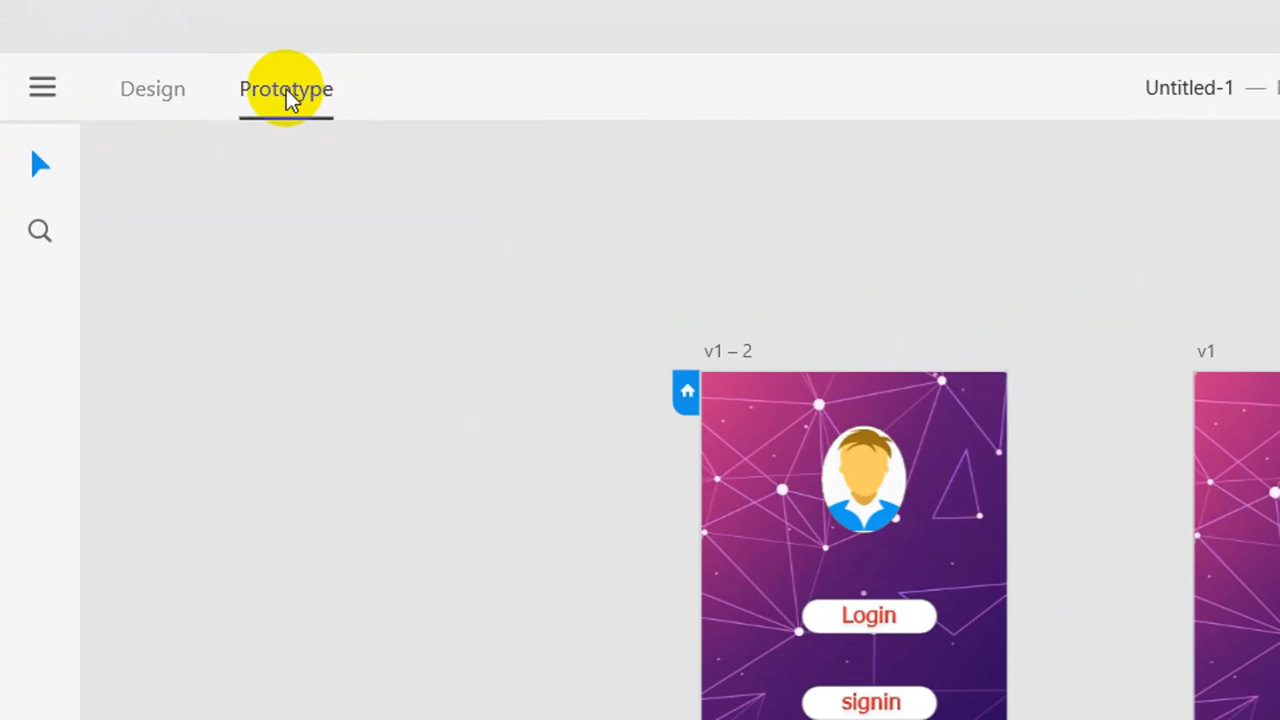 Design
Prototype
Untitled-1 —
v1 – 2
v1
Login
signin